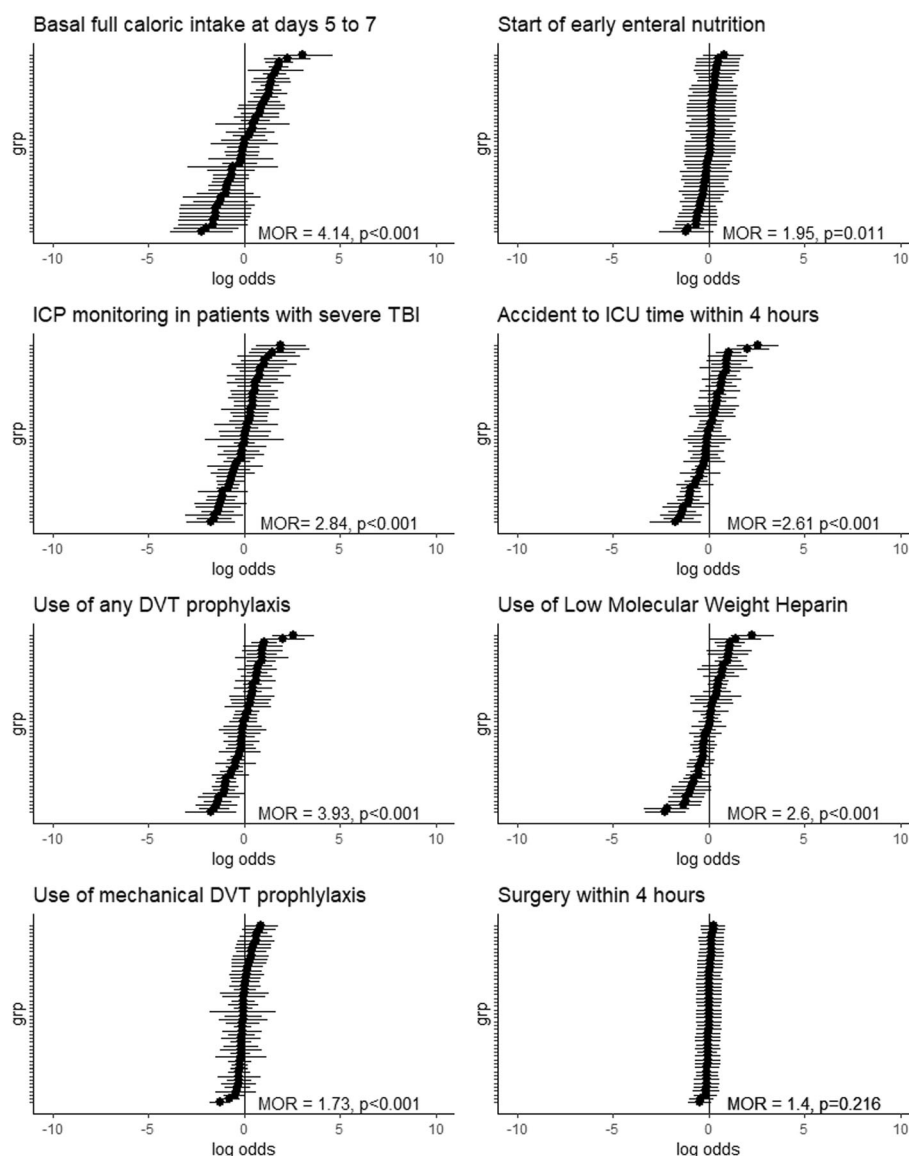 Basal full caloric intake at days 5 to 7
grp
MOR = 4.14, p<0.001
-10 -5 0 5 10
log odds
Start of early enteral nutrition
grp
MOR = 1.95, p=0.011
-10 -5 0 5 10
log odds
ICP monitoring in patients with severe TBI
grp
MOR= 2.84, p<0.001
-10 -5 0 5 10
log odds
Accident to ICU time within 4 hours
grp
MOR =2.61 p<0.001
-10 -5 0 5 10
log odds
Use of any DVT prophylaxis
grp
MOR = 3.93, p<0.001
-10 -5 0 5 10
log odds
Use of Low Molecular Weight Heparin
grp
MOR = 2.6, p<0.001
-10 -5 0 5 10
log odds
Use of mechanical DVT prophlylaxis
grp
MOR = 1.73, p<0.001
-10 -5 0 5 10
log odds
Surgery within 4 hours
grp
MOR = 1.4, p=0.216
-10 -5 0 5 10
log odds